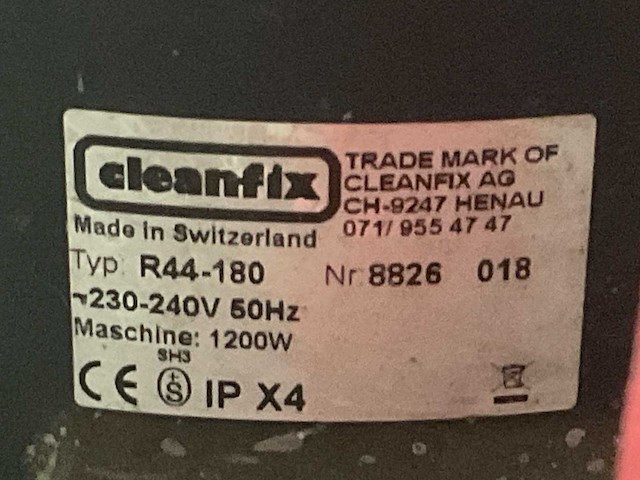 cleanfix
TRADE MARK OF
CLEANFIX AG
CH-9247 HENAU
071/ 955 47 47
Made in Switzerland
Typ: R44-180 Nr. 8826 018
~230-240V 50Hz
Maschine: 1200W
SH3
CE S IP X4